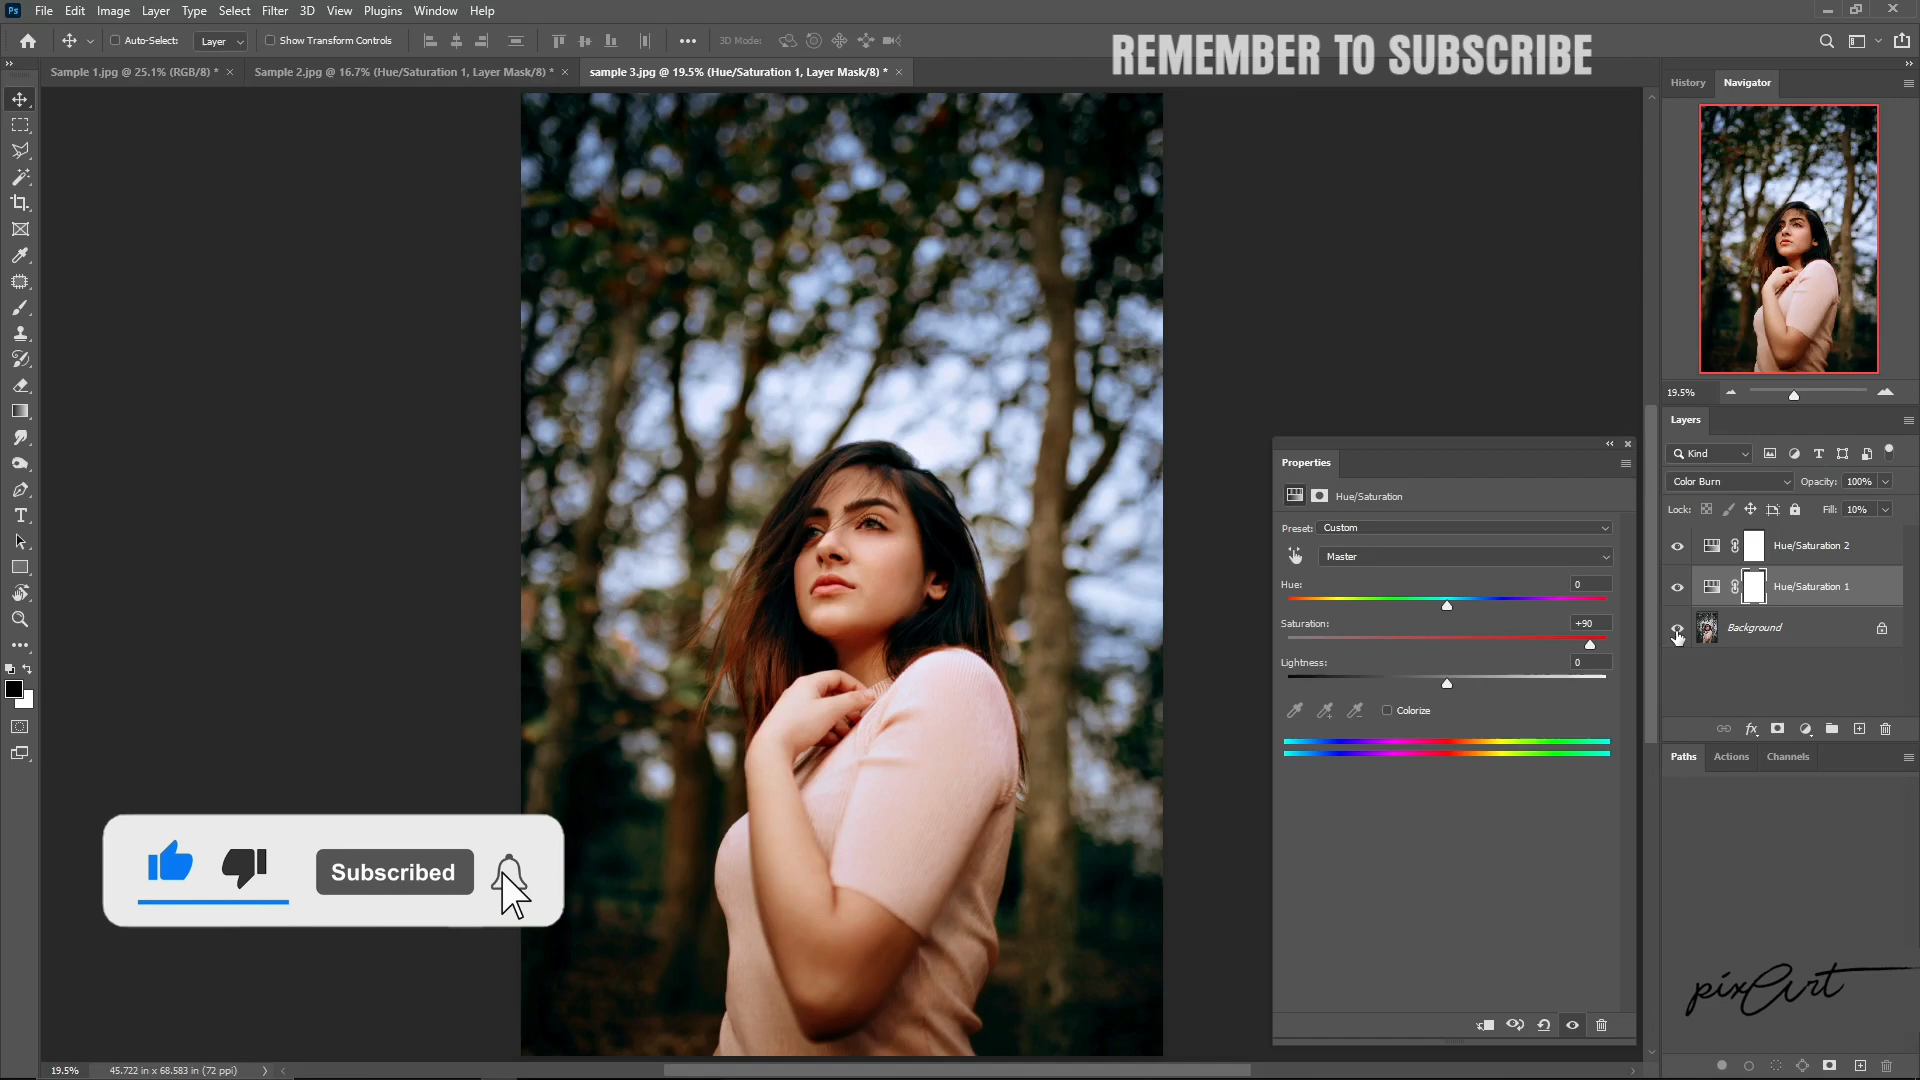 Ps File Edit Image Layer Type Select Filter 3D View Plugins Window Help
Auto-Select: Layer Show Transform Controls 3D Mode:
REMEMBER TO SUBSCRIBE
Sample 1.jpg @ 25.1% (RGB/8) * Sample 2.jpg @ 16.7% (Hue/Saturation 1, Layer Mask/8) * sample 3.jpg @ 19.5% (Hue/Saturation 1, Layer Mask/8) *
History Navigator
19.5%
Layers
Kind
Color Burn Opacity: 100%
Lock: Fill: 10%
Hue/Saturation 2
Hue/Saturation 1
Background
Properties
Hue/Saturation
Preset: Custom
Master
Hue: 0
Saturation: +90
Lightness: 0
Colorize
Paths Actions Channels
Subscribed
pixArt
19.5% 45.722 in x 68.583 in (72 ppi)